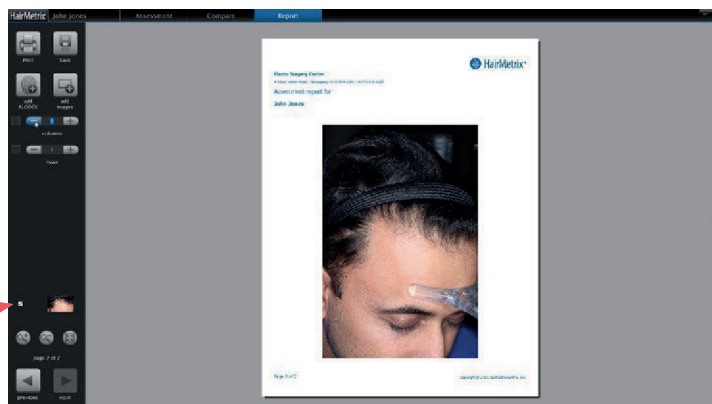 HairMetrix John Jones Assessment Compare Report
Print Save
add add images
columns
rows
HairMetrix
Plastic Surgery Center
Assessment report for
John Jones
page 2 of 2
previous next